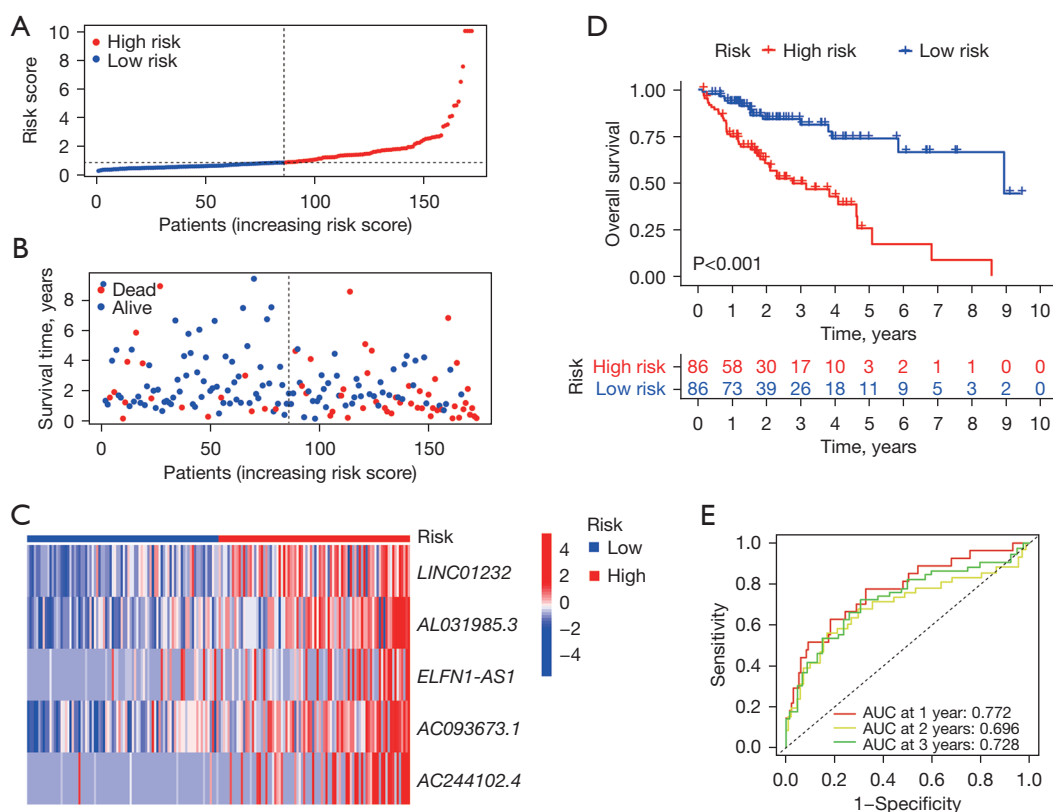 A
High risk
Low risk
Risk score
10
8
6
4
2
0
0 50 100 150
Patients (increasing risk score)
B
Dead
Alive
Survival time, years
8
6
4
2
0
0 50 100 150
Patients (increasing risk score)
C
Risk
LINC01232
AL031985.3
ELFN1-AS1
AC093673.1
AC244102.4
4
2
0
−2
−4
Risk
Low
High
D
Risk High risk Low risk
Overall survival
1.00
0.75
0.50
0.25
0.00
P<0.001
0 1 2 3 4 5 6 7 8 9 10
Time, years
Risk
High risk 86 58 30 17 10 3 2 1 1 0 0
Low risk 86 73 39 26 18 11 9 5 3 2 0
0 1 2 3 4 5 6 7 8 9 10
Time, years
E
Sensitivity
1.0
0.8
0.6
0.4
0.2
0.0
AUC at 1 year: 0.772
AUC at 2 years: 0.696
AUC at 3 years: 0.728
0.0 0.2 0.4 0.6 0.8 1.0
1−Specificity